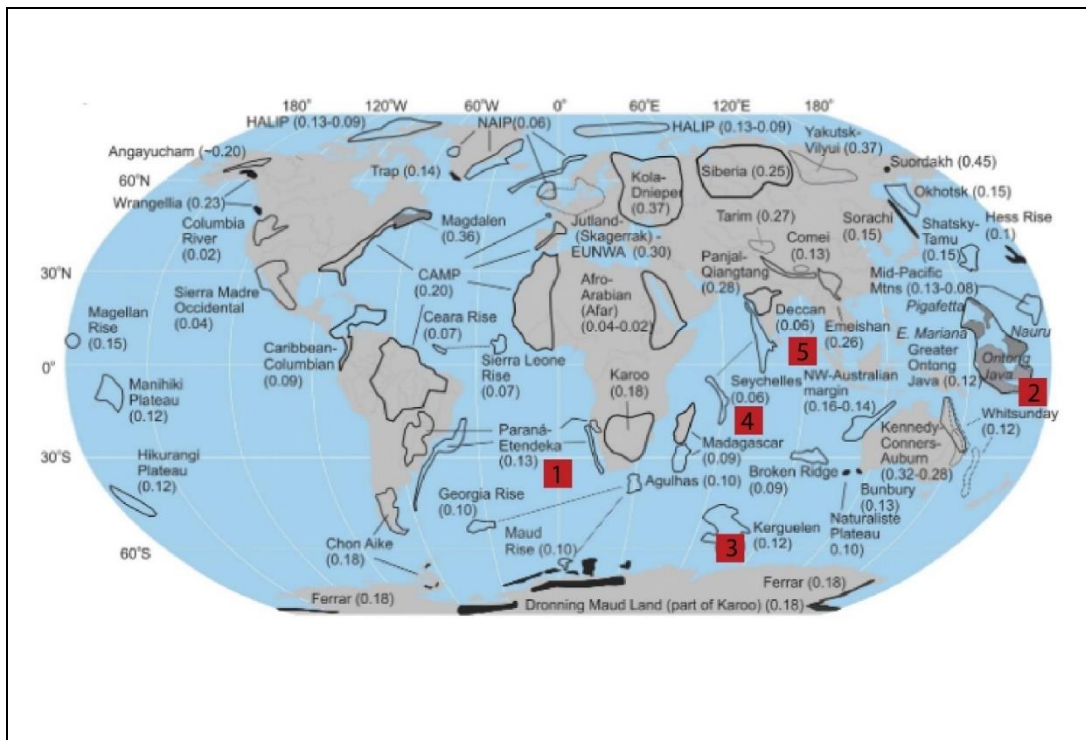 180° 120°W 60°W 0° 60°E 120°E 180°
HALIP (0.13-0.09)
NAIP(0.06)
HALIP (0.13-0.09)
Yakutsk-
Vilyui (0.37)
Angayucham (~0.20)
Suordakh (0.45)
60°N
Trap (0.14)
Kola-
Dnieper
(0.37)
Siberia (0.25)
Okhotsk (0.15)
Wrangellia (0.23)
Columbia
River
(0.02)
Magdalen
(0.36)
Jutland-
(Skagerrak) -
EUNWA (0.30)
Tarim (0.27)
Sorachi
(0.15)
Shatsky-
Tamu
(0.15)
Hess Rise
(0.1)
Comei
(0.13)
30°N
CAMP
(0.20)
Panjal-
Qiangtang
(0.28)
Mid-Pacific
Mtns (0.13-0.08)
Sierra Madre
Occidental
(0.04)
Afro-
Arabian
(Afar)
(0.04-0.02)
Pigafetta
Magellan
Rise
(0.15)
Ceara Rise
(0.07)
Deccan
(0.06)
Emeishan
(0.26)
E. Mariana
Nauru
Caribbean-
Columbian
(0.09)
Sierra Leone
Rise
(0.07)
5
Greater
Ontong
Java (0.12)
Ontong
Java
0°
Karoo
(0.18)
Seychelles
(0.06)
NW-Australian
margin
(0.16-0.14)
2
Manihiki
Plateau
(0.12)
4
Whitsunday
(0.12)
Paraná-
Etendeka
(0.13)
1
Madagascar
(0.09)
Kennedy-
Conners-
Auburn
(0.32-0.28)
30°S
Hikurangi
Plateau
(0.12)
Agulhas (0.10)
Broken Ridge
(0.09)
Bunbury
(0.13)
Georgia Rise
(0.10)
Maud
Rise (0.10)
Kerguelen
(0.12)
3
Naturaliste
Plateau
0.10)
Chon Aike
(0.18)
60°S
Ferrar (0.18)
Ferrar (0.18)
Dronning Maud Land (part of Karoo) (0.18)